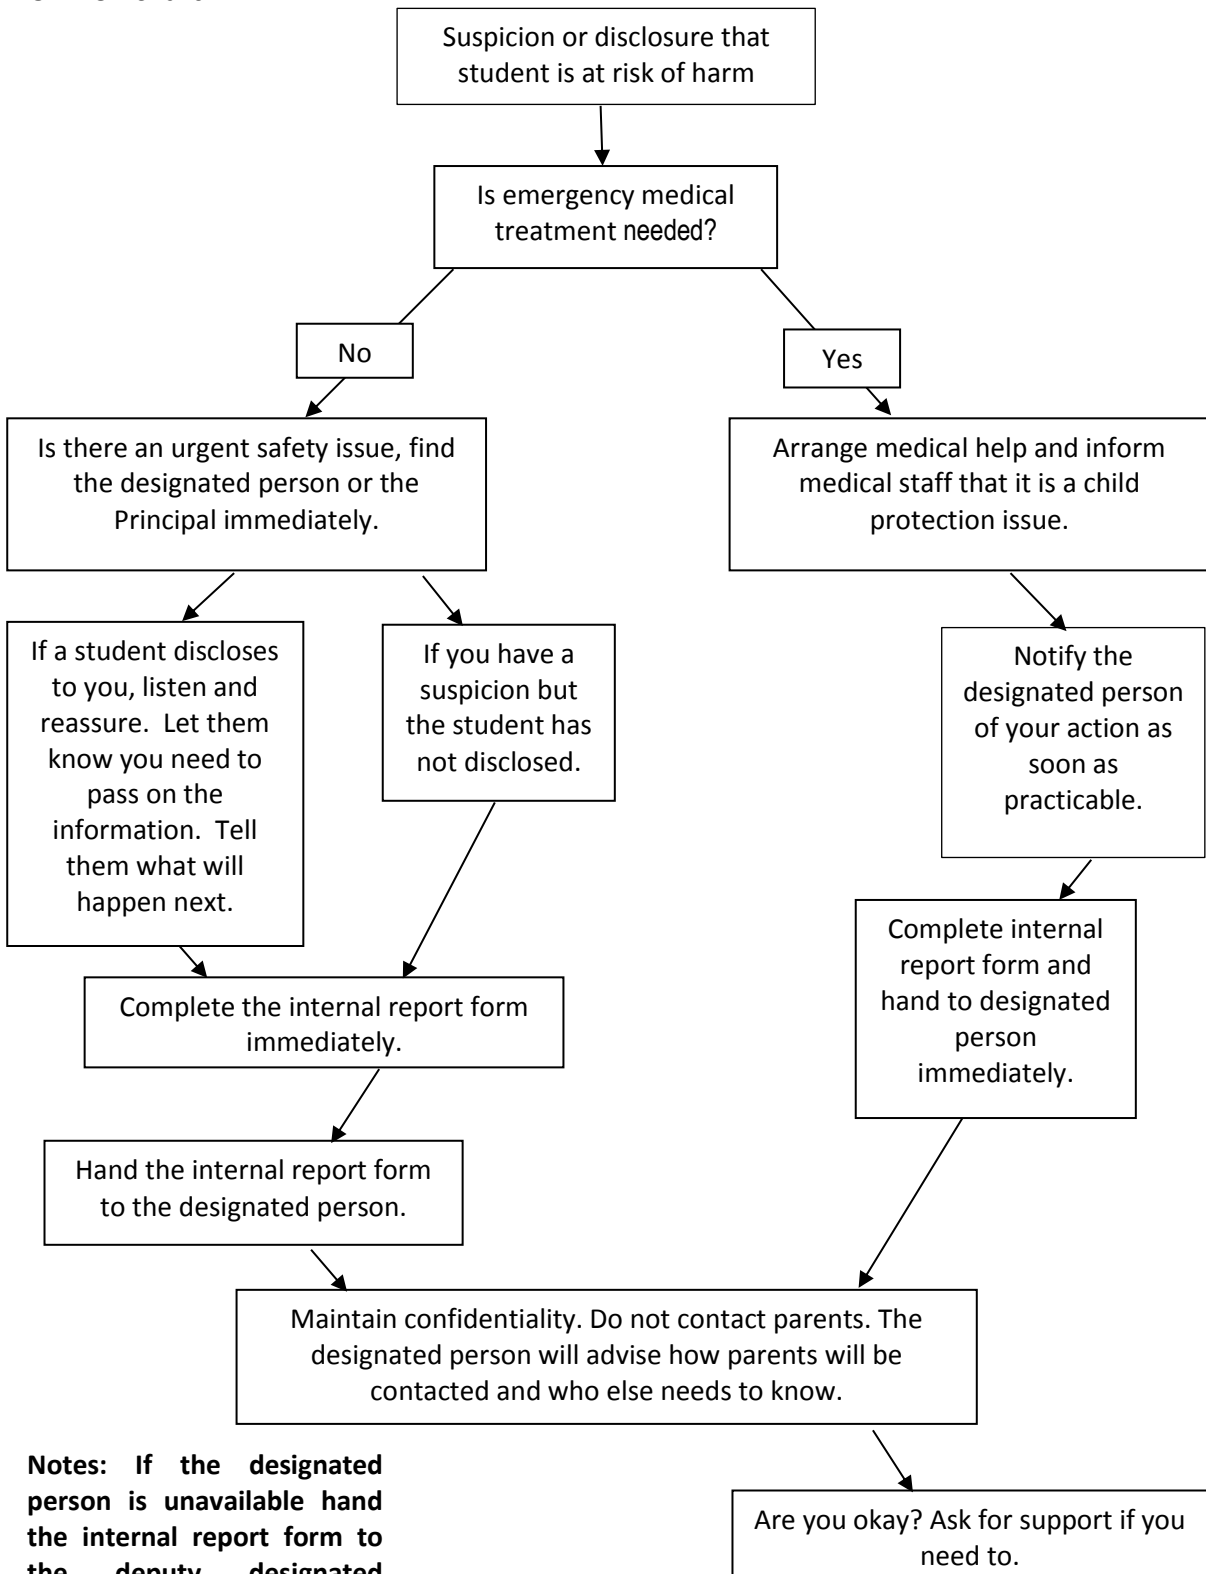 Suspicion or disclosure that
student is at risk of harm
Is emergency medical
treatment needed?
No
Yes
Is there an urgent safety issue, find
the designated person or the
Principal immediately.
Arrange medical help and inform
medical staff that it is a child
protection issue.
If a student discloses
to you, listen and
reassure.  Let them
know you need to
pass on the
information.  Tell
them what will
happen next.
If you have a
suspicion but
the student has
not disclosed.
Notify the
designated person
of your action as
soon as
practicable.
Complete internal
report form and
hand to designated
person
immediately.
Complete the internal report form
immediately.
Hand the internal report form
to the designated person.
Maintain confidentiality. Do not contact parents. The
designated person will advise how parents will be
contacted and who else needs to know.
Notes: If the designated
person is unavailable hand
the internal report form to
the deputy designated
Are you okay? Ask for support if you
need to.